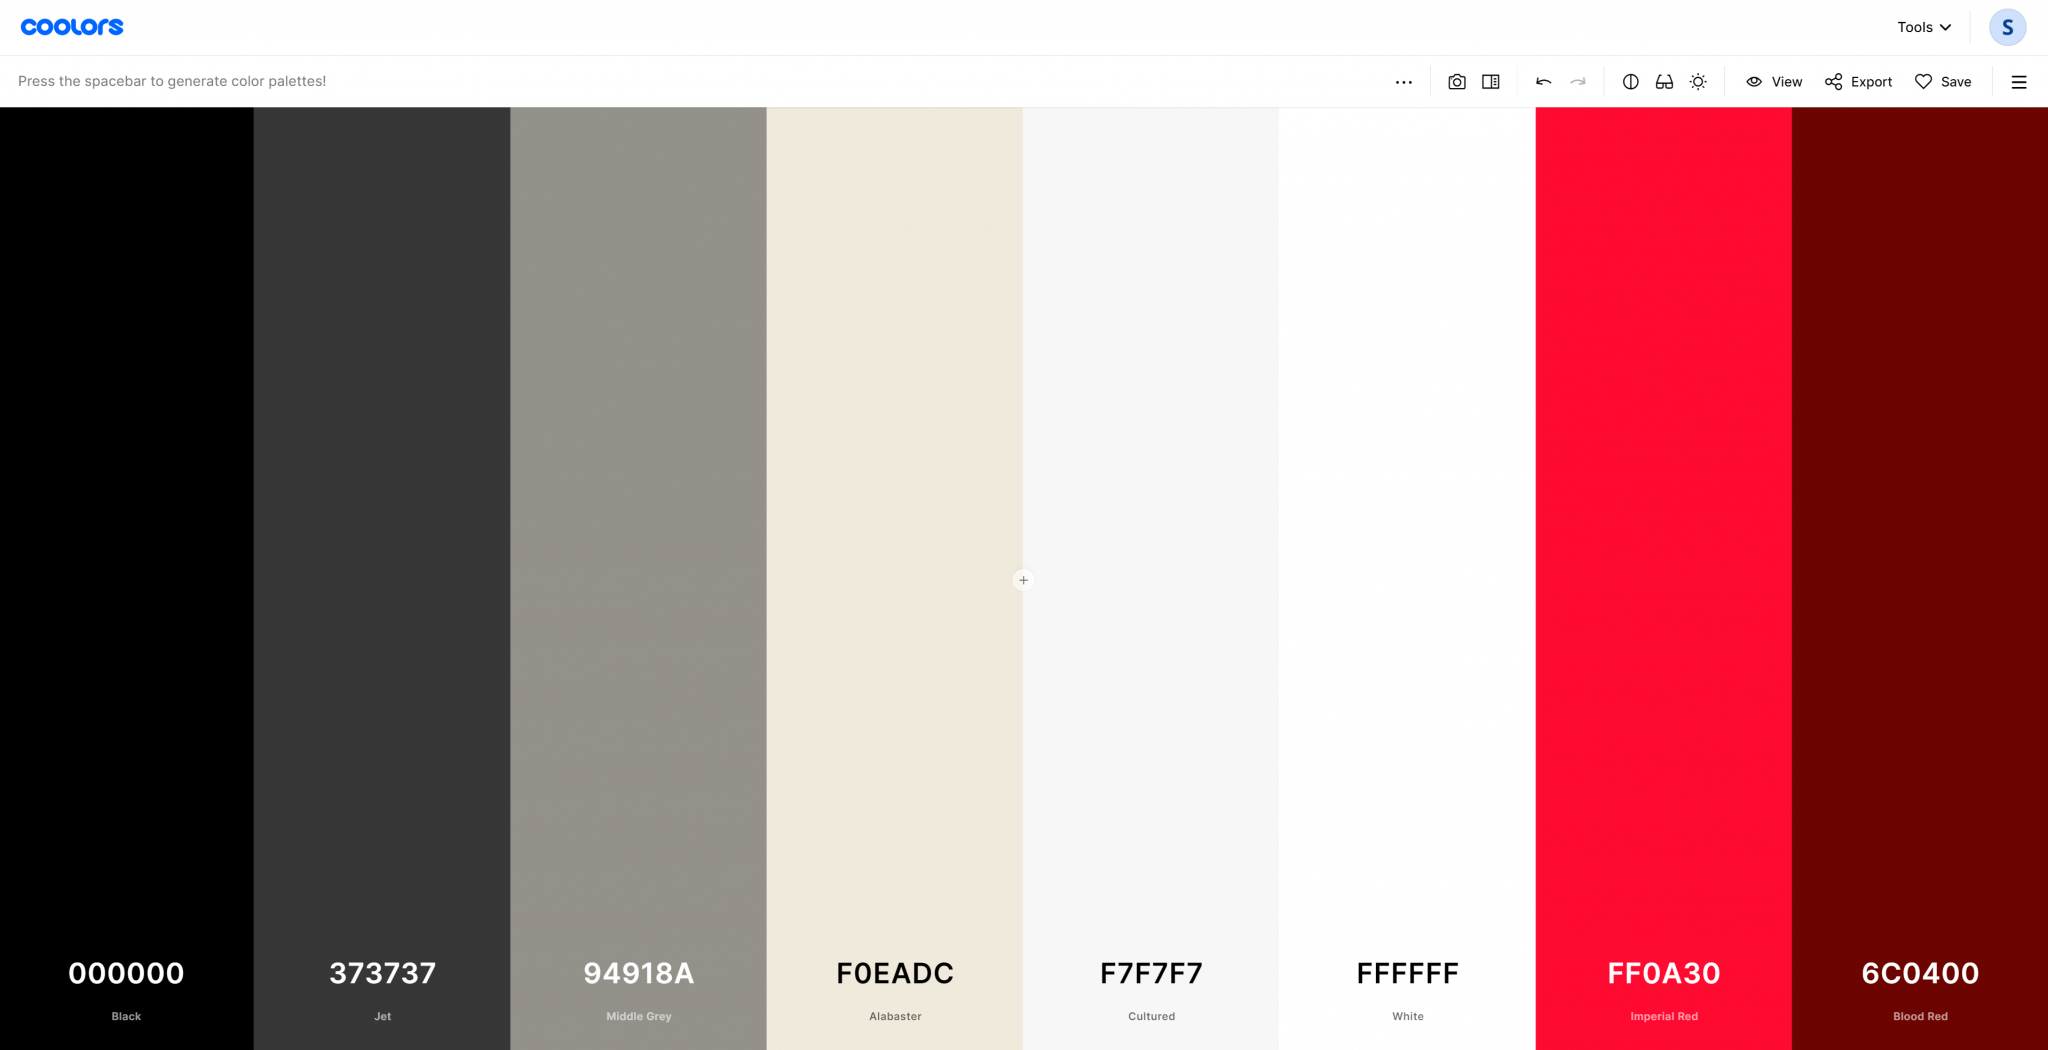 coolors
Tools
S
Press the spacebar to generate color palettes!
View
Export
Save
000000
Black
373737
Jet
94918A
Middle Grey
F0EADC
Alabaster
F7F7F7
Cultured
FFFFFF
White
FF0A30
Imperial Red
6C0400
Blood Red